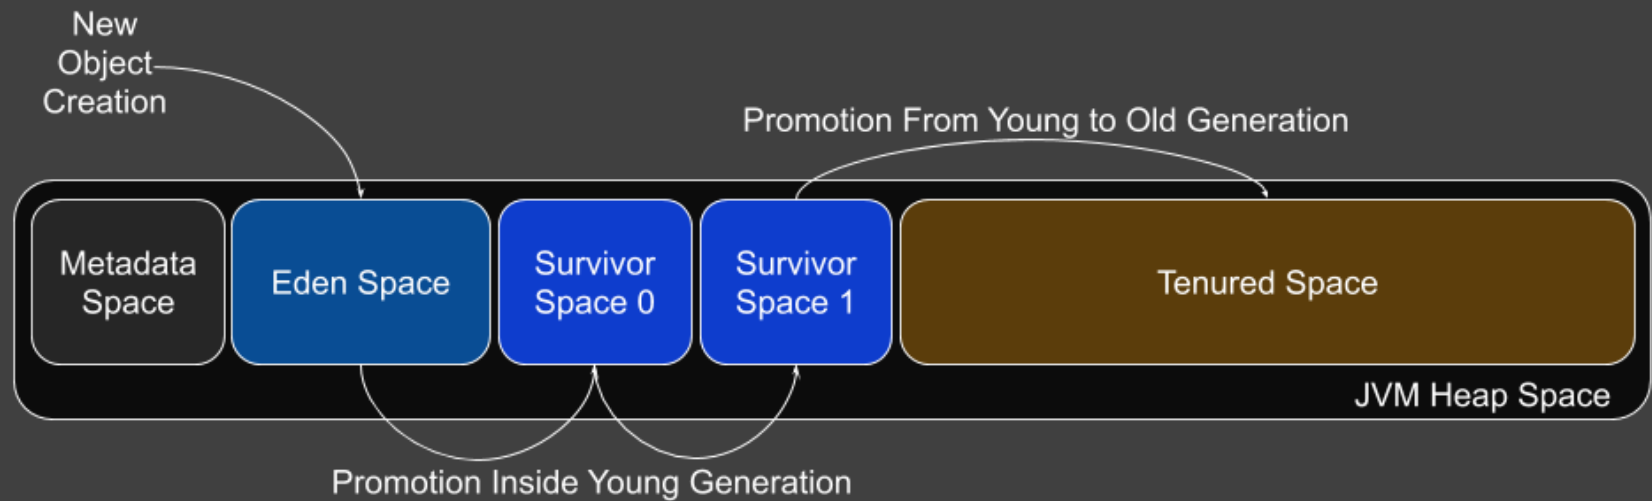 New
Object
Creation
Promotion From Young to Old Generation
Metadata
Space
Eden Space
Survivor
Space 0
Survivor
Space 1
Tenured Space
JVM Heap Space
Promotion Inside Young Generation